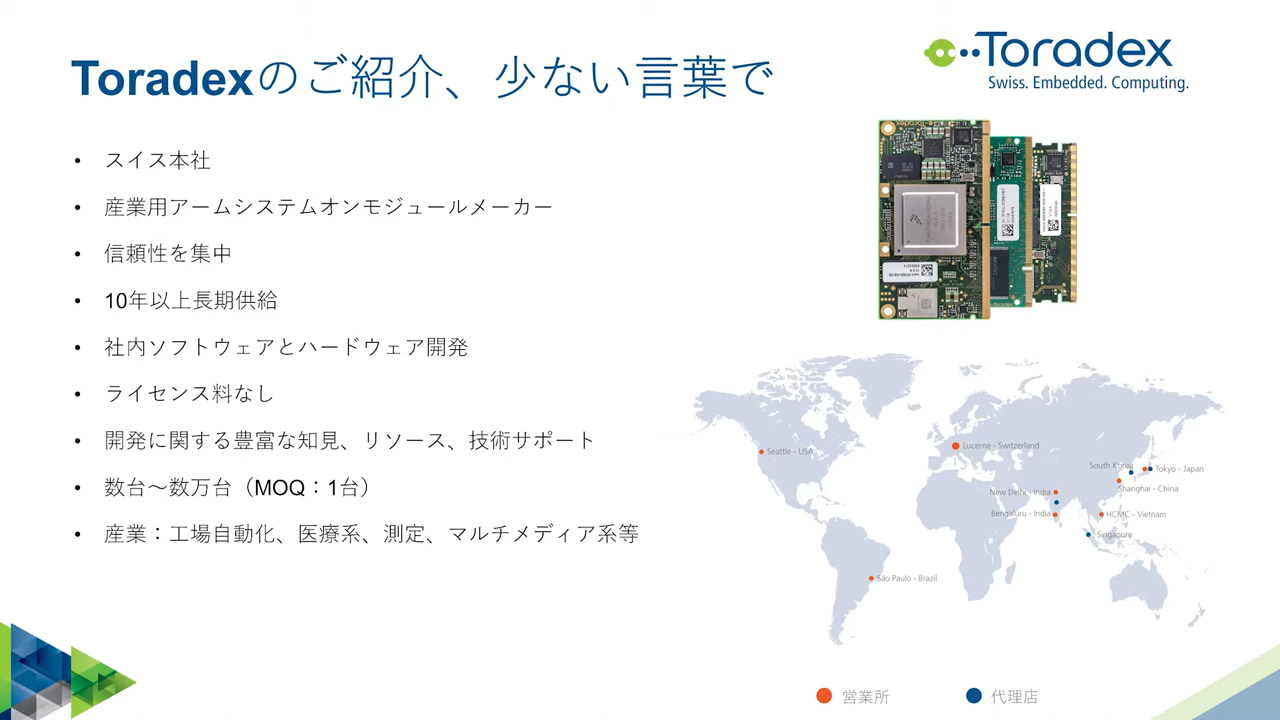 Toradexのご紹介、少ない言葉で
Toradex
Swiss. Embedded. Computing.
• スイス本社
• 産業用アームシステムオンモジュールメーカー
• 信頼性を集中
• 10年以上長期供給
• 社内ソフトウェアとハードウェア開発
• ライセンス料なし
• 開発に関する豊富な知見、リソース、技術サポート
• 数台～数万台（MOQ：1台）
• 産業：工場自動化、医療系、測定、マルチメディア系等
Toradex
Lucerne - Switzerland
Seattle - USA
South Korea
Tokyo - Japan
Shanghai - China
New Delhi - India
Bengaluru - India
HCMC - Vietnam
Singapore
São Paulo - Brazil
営業所
代理店